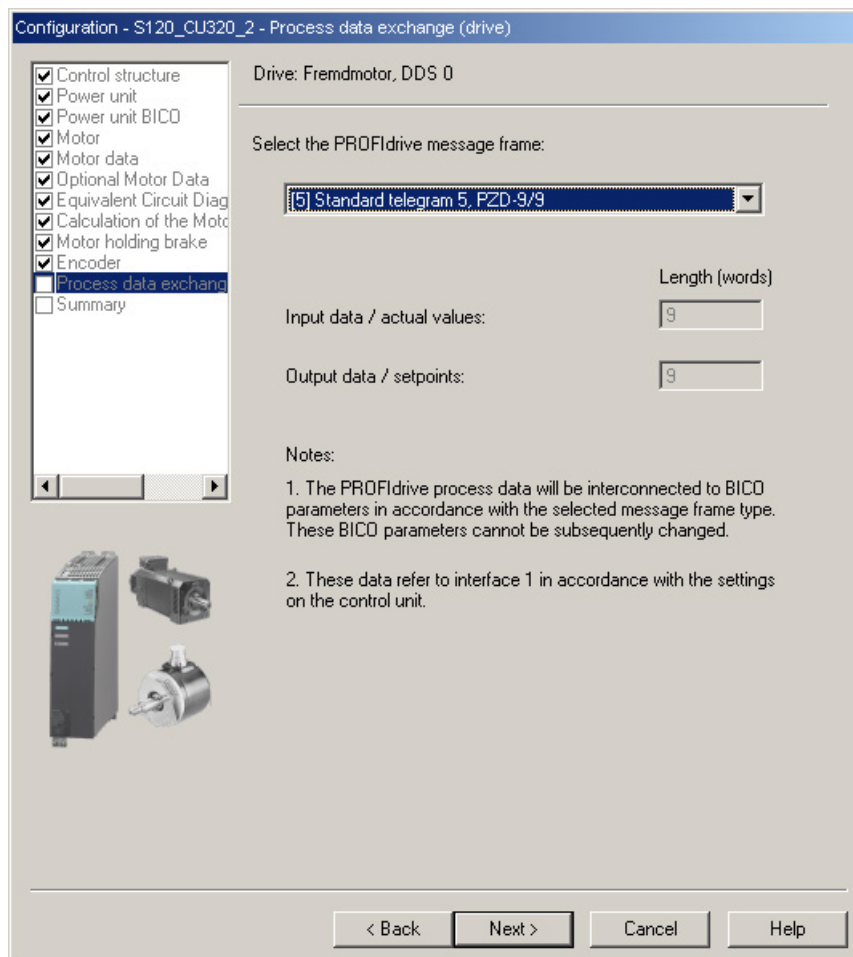 Configuration - S120_CU320_2 - Process data exchange (drive)
Control structure
Power unit
Power unit BICO
Motor
Motor data
Optional Motor Data
Equivalent Circuit Diag
Calculation of the Moto
Motor holding brake
Encoder
Process data exchang
Summary
Drive: Fremdmotor, DDS 0
Select the PROFIdrive message frame:
[5] Standard telegram 5, PZD-9/9
Length (words)
Input data / actual values:
9
Output data / setpoints:
9
Notes:
1. The PROFIdrive process data will be interconnected to BICO
parameters in accordance with the selected message frame type.
These BICO parameters cannot be subsequently changed.
2. These data refer to interface 1 in accordance with the settings
on the control unit.
< Back
Next >
Cancel
Help